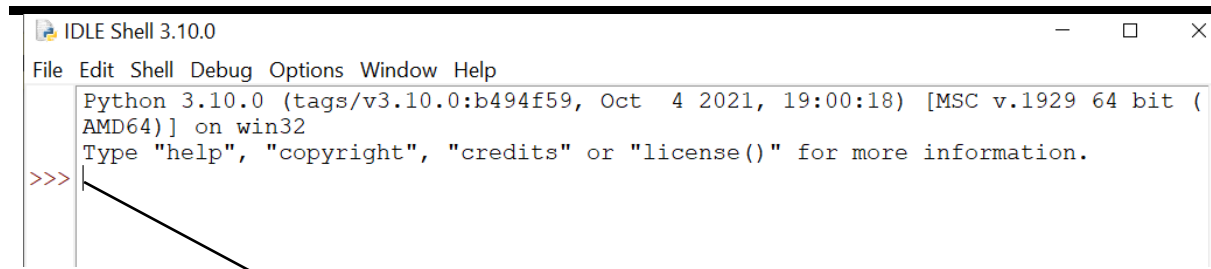 IDLE Shell 3.10.0
File Edit Shell Debug Options Window Help
Python 3.10.0 (tags/v3.10.0:b494f59, Oct  4 2021, 19:00:18) [MSC v.1929 64 bit (
AMD64)] on win32
Type "help", "copyright", "credits" or "license()" for more information.
>>>